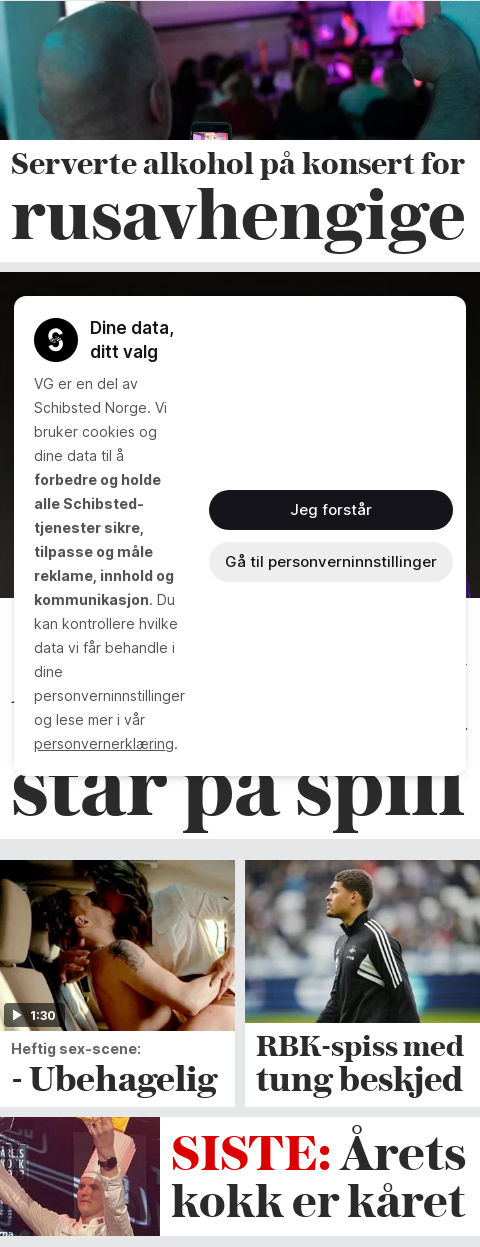 Serverte alkohol på konsert for
rusavhengige
Dine data,
ditt valg
VG er en del av
Schibsted Norge. Vi
bruker cookies og
dine data til å
forbedre og holde
alle Schibsted-
tjenester sikre,
tilpasse og måle
reklame, innhold og
kommunikasjon. Du
kan kontrollere hvilke
data vi får behandle i
dine
personverninnstillinger
og lese mer i vår
personvernerklæring.
Jeg forstår
Gå til personverninnstillinger
står på spill
1:30
Heftig sex-scene:
- Ubehagelig
RBK-spiss med
tung beskjed
SISTE: Årets
kokk er kåret